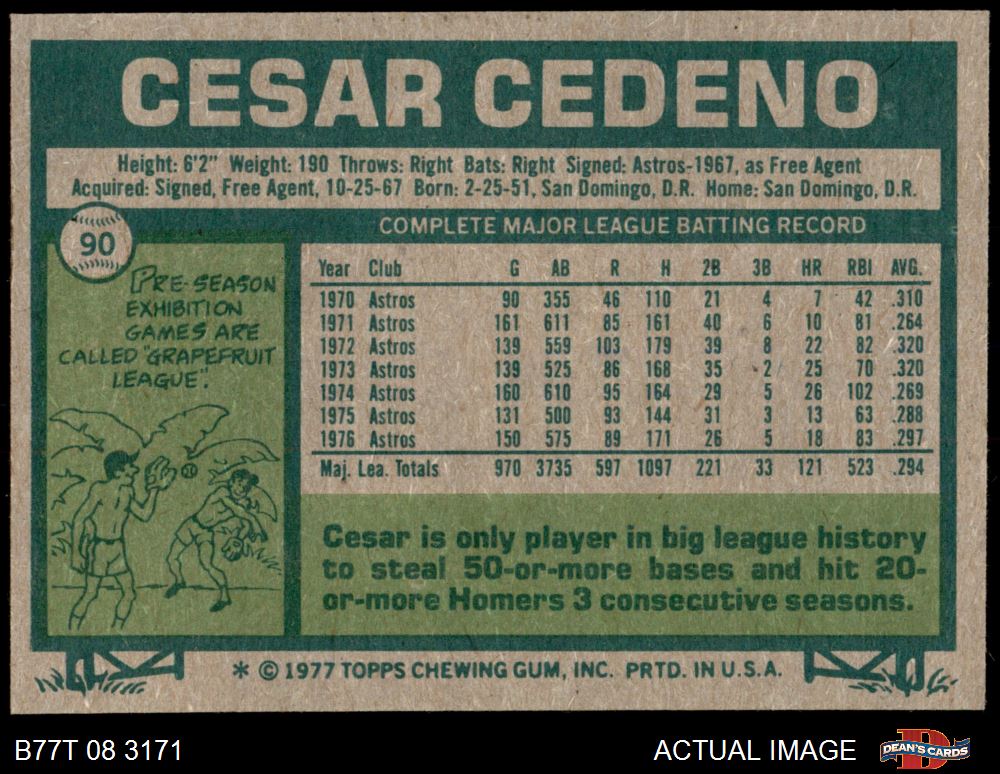 CESAR CEDENO
Height: 6'2" Weight: 190 Throws: Right Bats: Right Signed: Astros-1967, as Free Agent
Acquired: Signed, Free Agent, 10-25-67 Born: 2-25-51, San Domingo, D.R. Home: San Domingo, D.R.
90
PRE-SEASON
EXHIBITION
GAMES ARE
CALLED "GRAPEFRUIT
LEAGUE".
COMPLETE MAJOR LEAGUE BATTING RECORD
Year Club G AB R H 2B 3B HR RBI AVG.
1970 Astros 90 355 46 110 21 4 7 42 .310
1971 Astros 161 611 85 161 40 6 10 81 .264
1972 Astros 139 559 103 179 39 8 22 82 .320
1973 Astros 139 525 86 168 35 2 25 70 .320
1974 Astros 160 610 95 164 29 5 26 102 .269
1975 Astros 131 500 93 144 31 3 13 63 .288
1976 Astros 150 575 89 171 26 5 18 83 .297
Maj. Lea. Totals 970 3735 597 1097 221 33 121 523 .294
Cesar is only player in big league history
to steal 50-or-more bases and hit 20-
or-more Homers 3 consecutive seasons.
* © 1977 TOPPS CHEWING GUM, INC. PRTD. IN U.S.A.
B77T 08 3171
ACTUAL IMAGE
D
DEAN'S CARDS